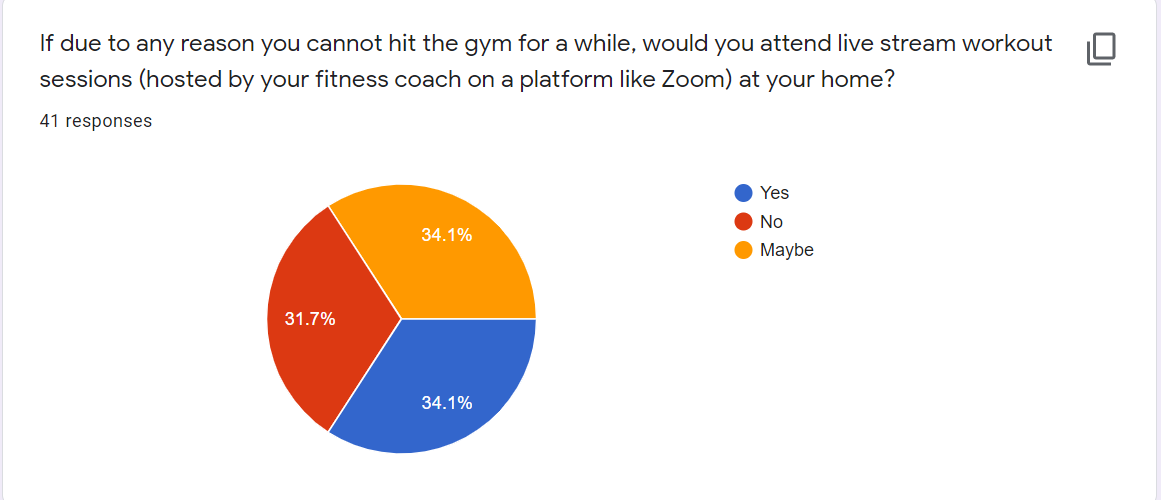 If due to any reason you cannot hit the gym for a while, would you attend live stream workout
sessions (hosted by your fitness coach on a platform like Zoom) at your home?
41 responses
Yes
No
Maybe
34.1%
31.7%
34.1%